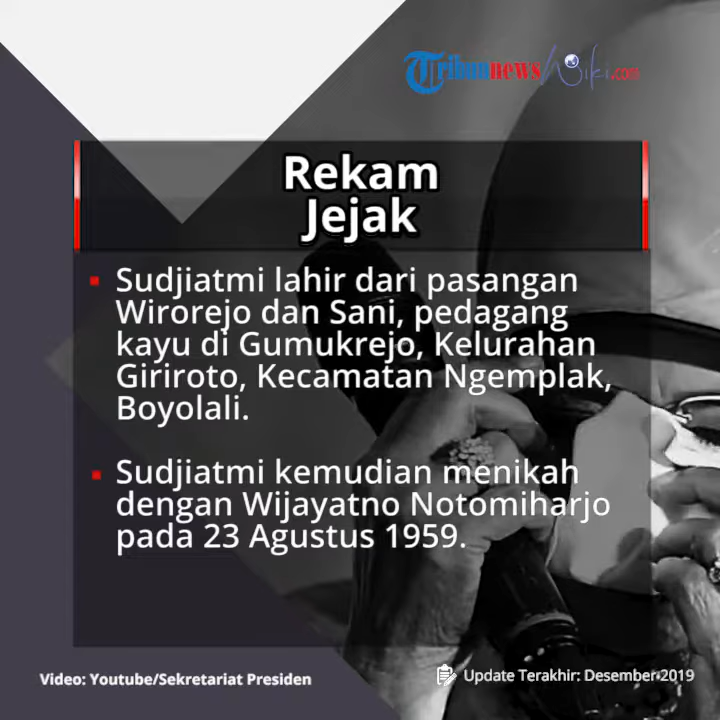 TribunnewsWiki.com
Rekam
Jejak
Sudjiatmi lahir dari pasangan
Wirorejo dan Sani, pedagang
kayu di Gumukrejo, Kelurahan
Giriroto, Kecamatan Ngemplak,
Boyolali.
Sudjiatmi kemudian menikah
dengan Wijayatno Notomiharjo
pada 23 Agustus 1959.
Video: Youtube/Sekretariat Presiden
Update Terakhir: Desember 2019